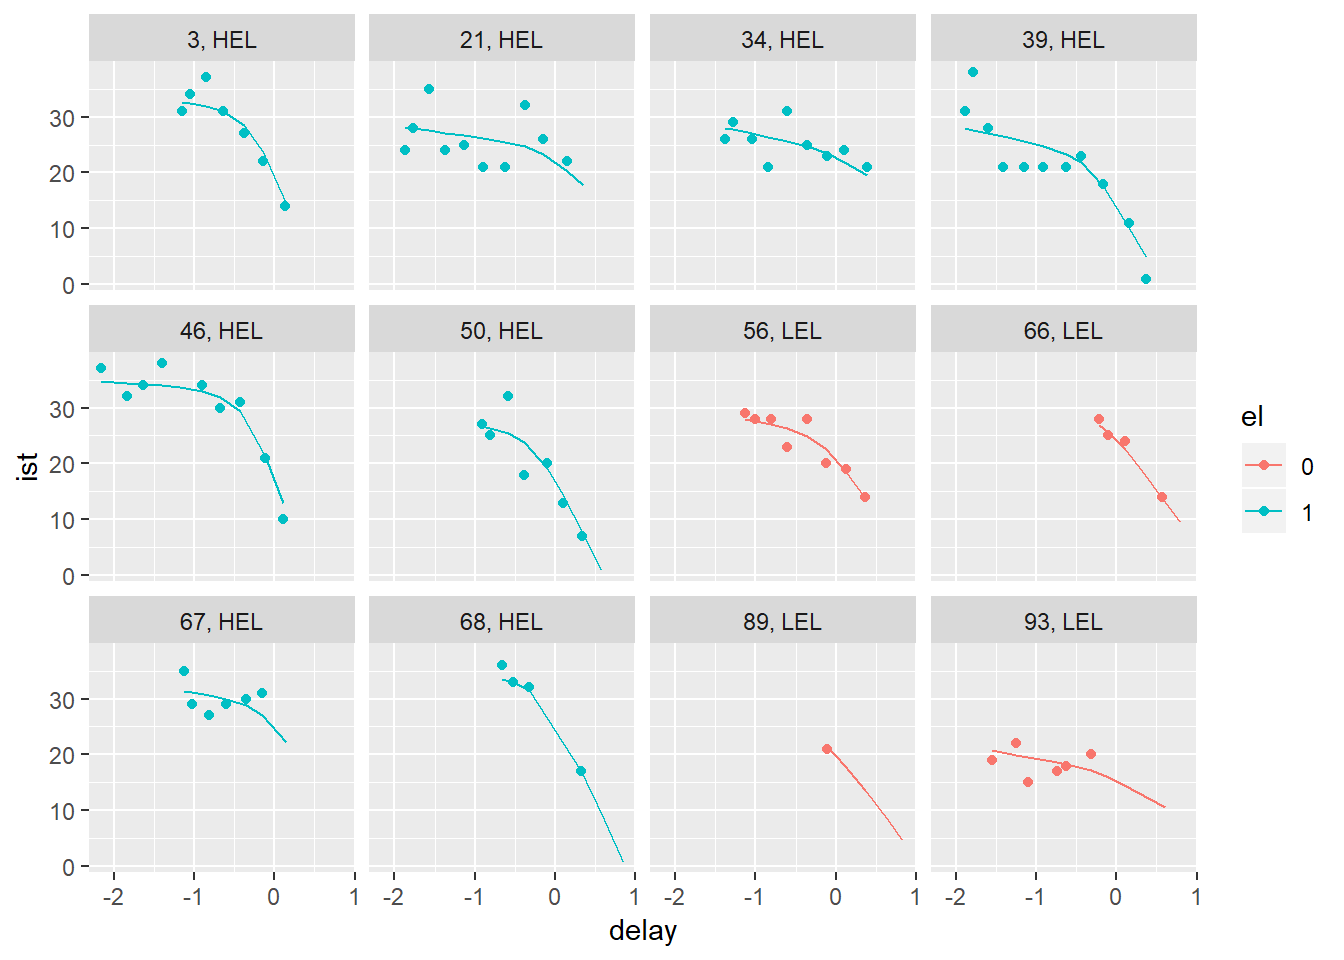 3, HEL
21, HEL
34, HEL
39, HEL
30
20
10
0
46, HEL
50, HEL
56, LEL
66, LEL
30
20
10
0
ist
el
0
1
67, HEL
68, HEL
89, LEL
93, LEL
30
20
10
0
-2 -1 0 1
-2 -1 0 1
-2 -1 0 1
-2 -1 0 1
delay